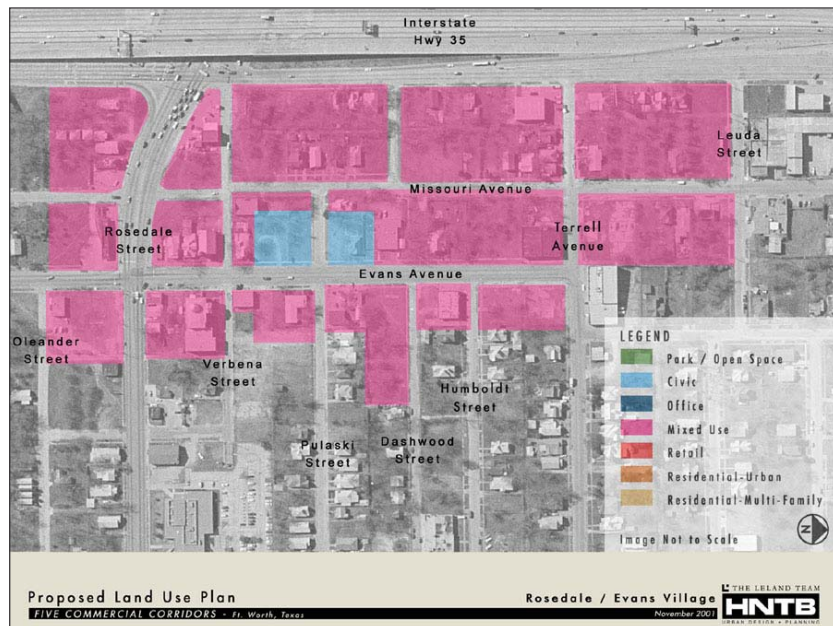 Interstate
Hwy 35
Leuda
Street
Missouri Avenue
Rosedale
Street
Terrell
Avenue
Evans Avenue
Oleander
Street
Verbena
Street
Humboldt
Street
Pulaski
Street
Dashwood
Street
LEGEND
Park / Open Space
Civic
Office
Mixed Use
Retail
Residential-Urban
Residential-Multi-Family
N
Image Not to Scale
Proposed Land Use Plan
Rosedale / Evans Village
FIVE COMMERCIAL CORRIDORS - Ft. Worth, Texas
November 2001
THE LELAND TEAM
HNTB
URBAN DESIGN + PLANNING